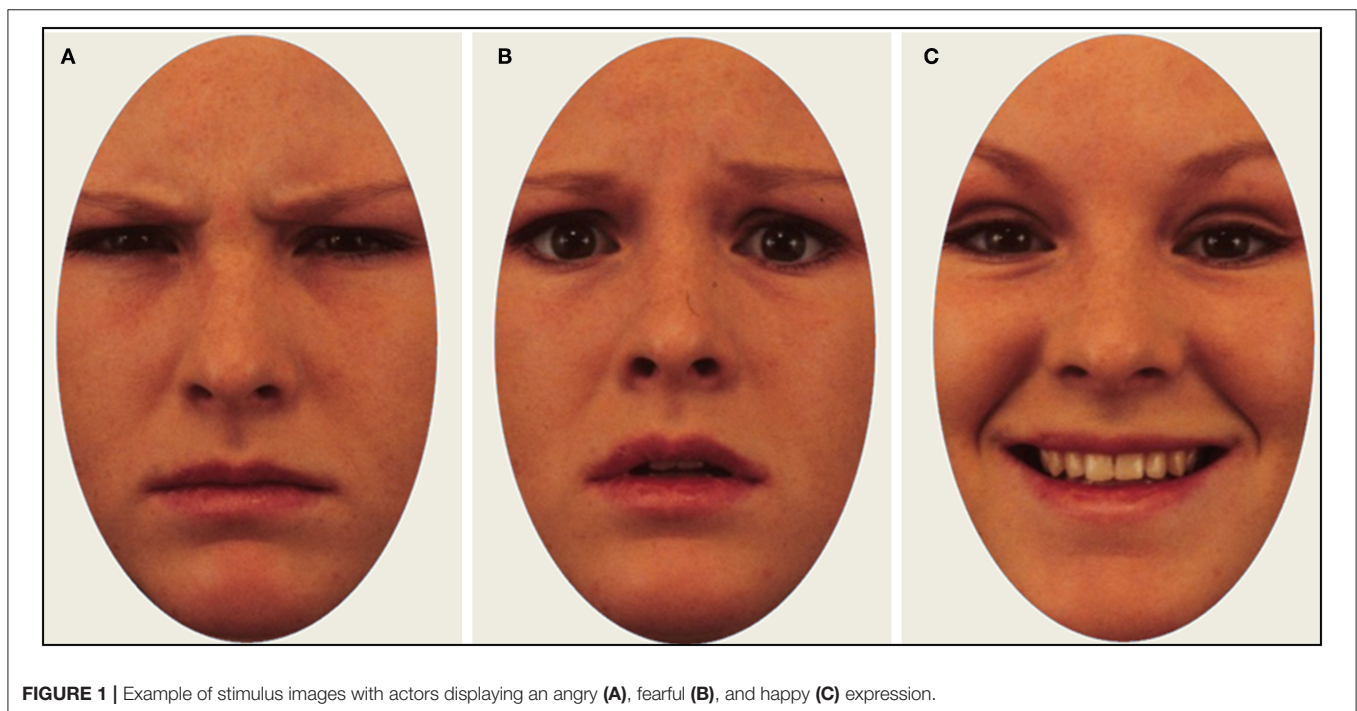 A
B
C
FIGURE 1 | Example of stimulus images with actors displaying an angry (A), fearful (B), and happy (C) expression.